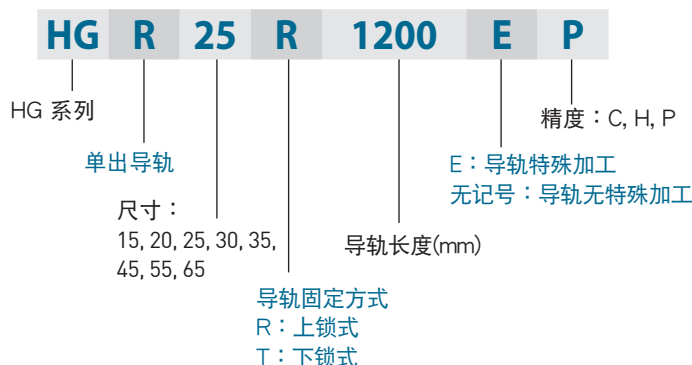 HG R 25 R 1200 E P
HG 系列
精度：C, H, P
单出导轨
E：导轨特殊加工
无记号：导轨无特殊加工
尺寸：
15, 20, 25, 30, 35,
45, 55, 65
导轨长度(mm)
导轨固定方式
R：上锁式
T：下锁式